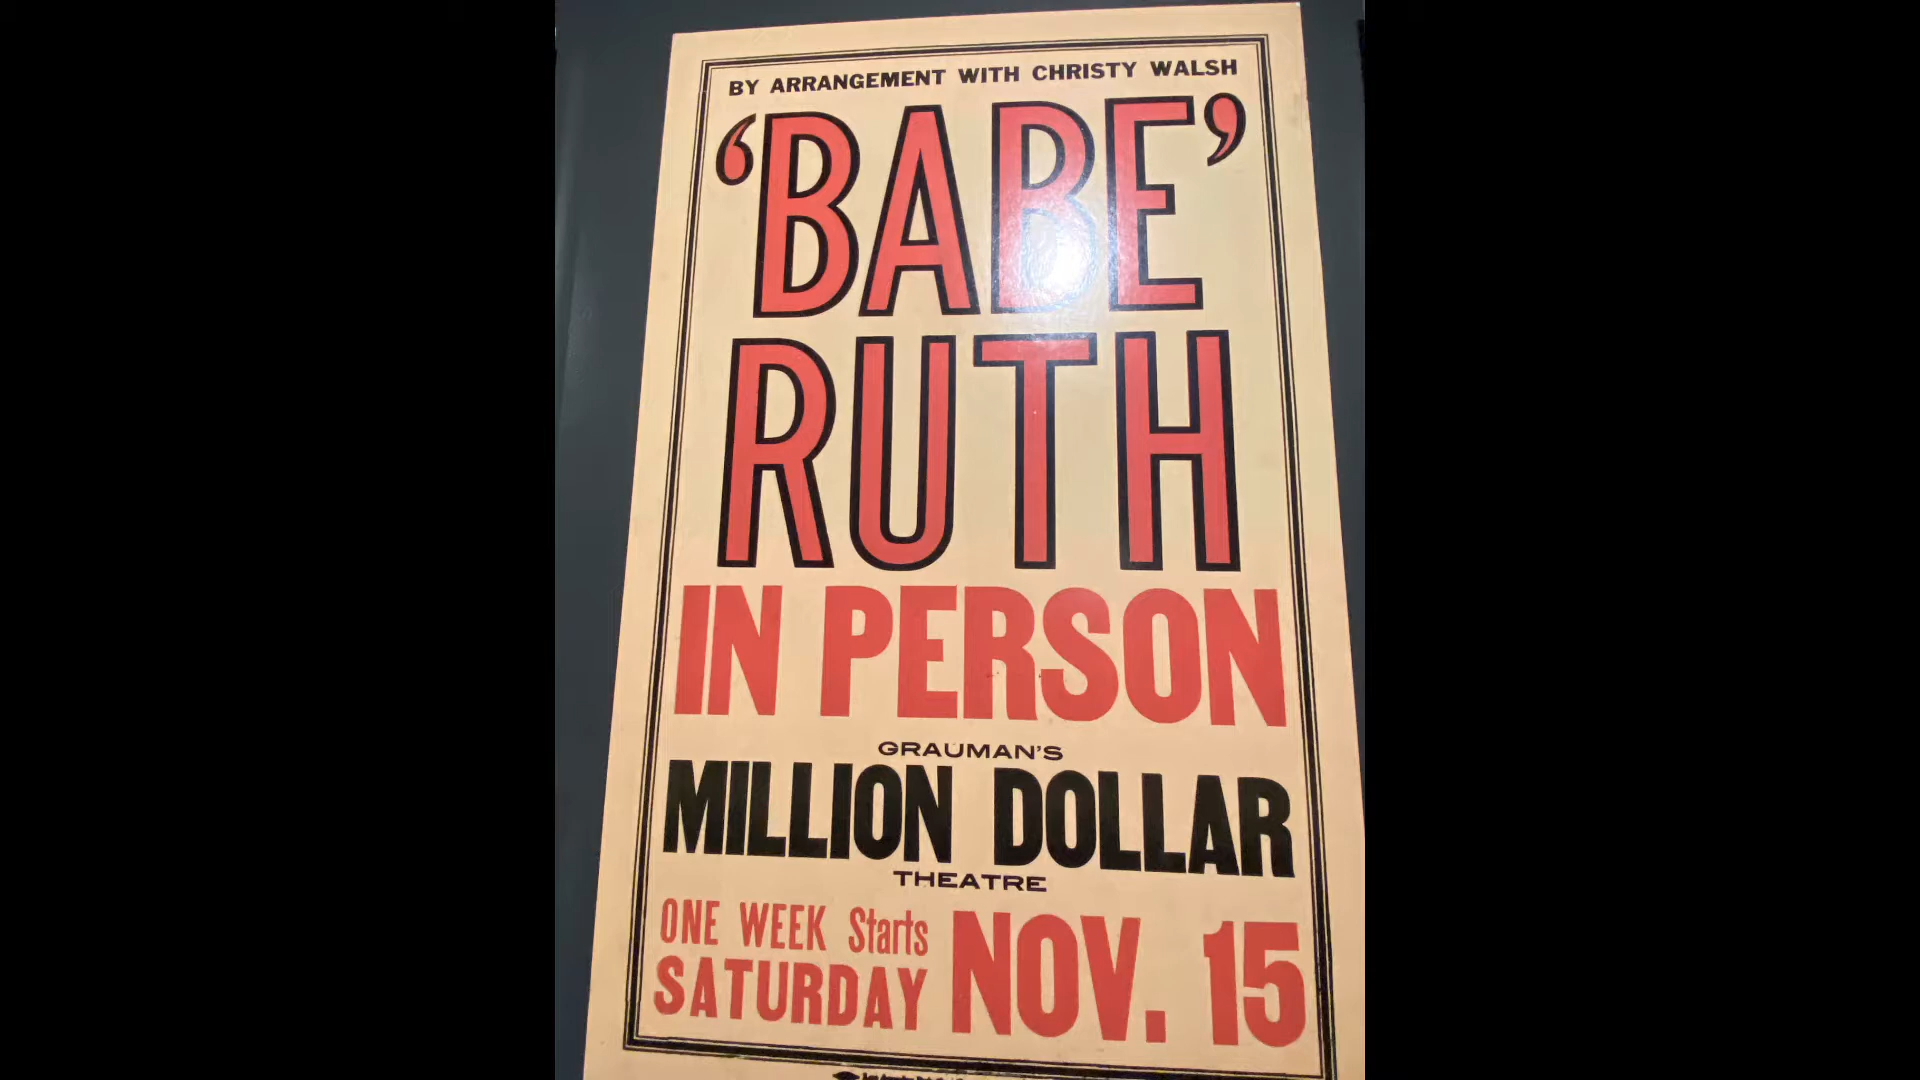 BY ARRANGEMENT WITH CHRISTY WALSH
‘BABE’
RUTH
IN PERSON
GRAUMAN'S
MILLION DOLLAR
THEATRE
ONE WEEK Starts
SATURDAY NOV. 15